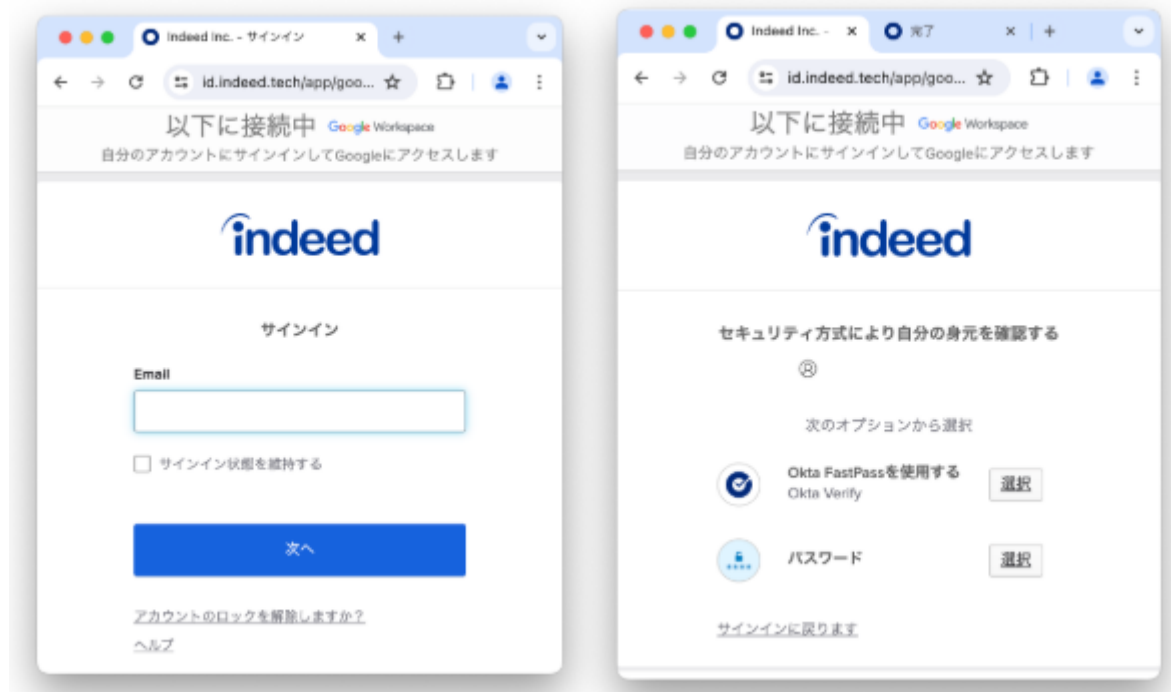 Indeed Inc. - サインイン
id.indeed.tech/app/goo...
以下に接続中 Google Workspace
自分のアカウントにサインインしてGoogleにアクセスします
indeed
サインイン
Email
サインイン状態を維持する
次へ
アカウントのロックを解除しますか？
ヘルプ
Indeed Inc. -
完了
id.indeed.tech/app/goo...
以下に接続中 Google Workspace
自分のアカウントにサインインしてGoogleにアクセスします
indeed
セキュリティ方式により自分の身元を確認する
次のオプションから選択
Okta FastPassを使用する
Okta Verify
選択
パスワード
選択
サインインに戻ります